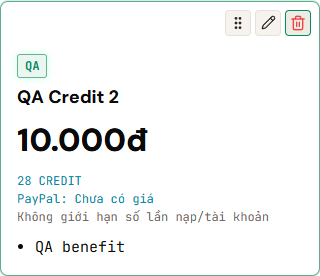 QA
QA Credit 2
10.000đ
28 CREDIT
PayPal: Chưa có giá
Không giới hạn số lần nạp/tài khoản
• QA benefit